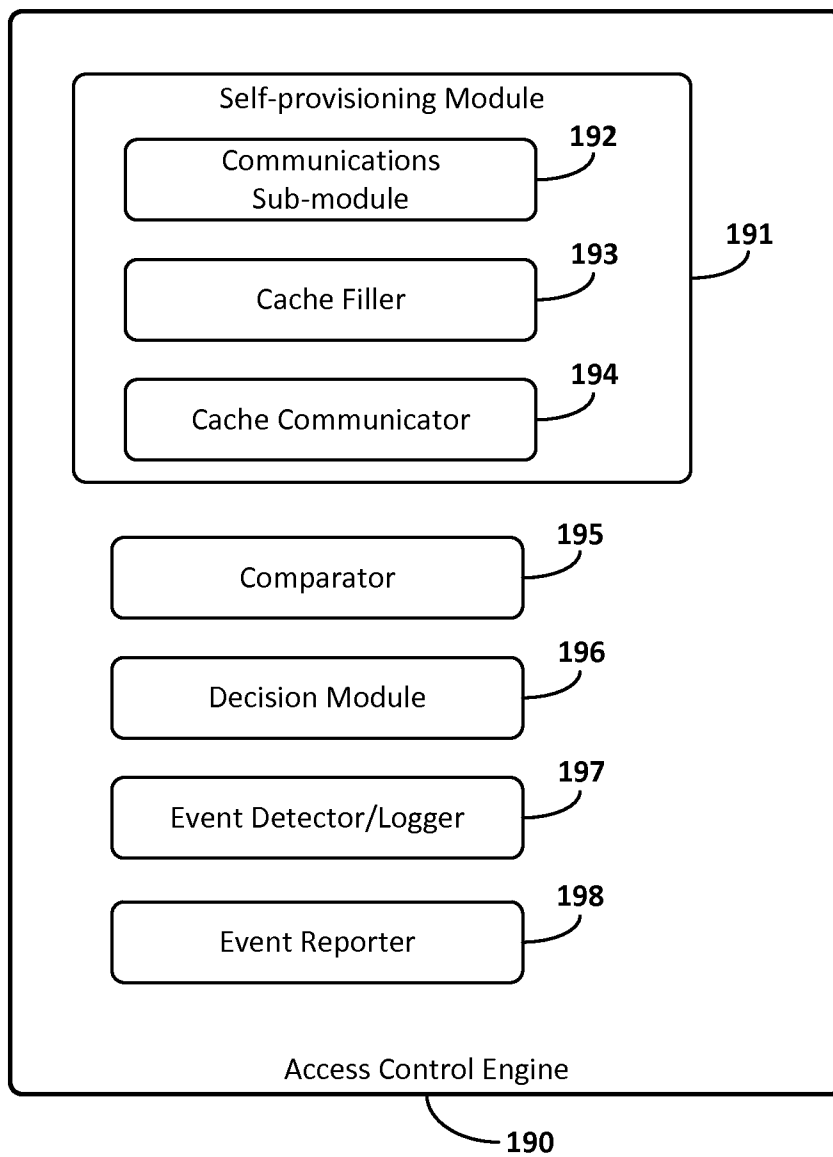 Self-provisioning Module
192
Communications
Sub-module
191
193
Cache Filler
194
Cache Communicator
195
Comparator
196
Decision Module
197
Event Detector/Logger
198
Event Reporter
Access Control Engine
190